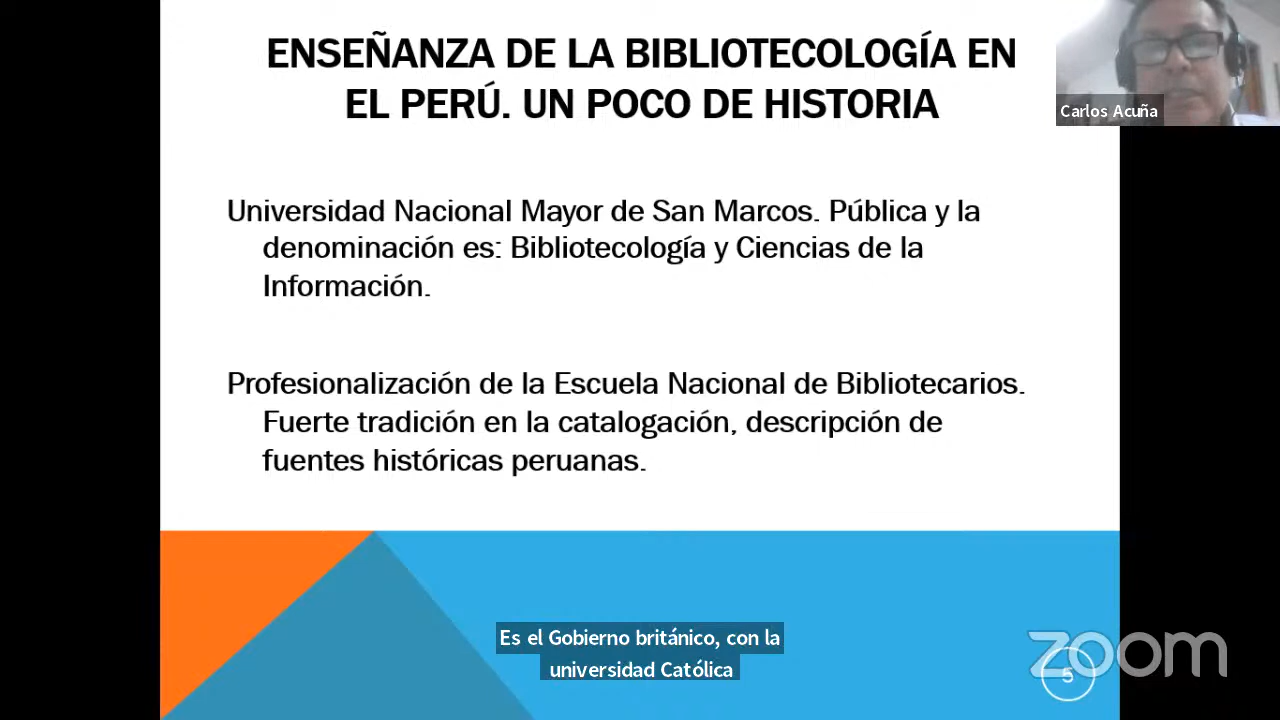 ENSEÑANZA DE LA BIBLIOTECOLOGÍA EN
EL PERÚ. UN POCO DE HISTORIA
Carlos Acuña
Universidad Nacional Mayor de San Marcos. Pública y la
denominación es: Bibliotecología y Ciencias de la
Información.
Profesionalización de la Escuela Nacional de Bibliotecarios.
Fuerte tradición en la catalogación, descripción de
fuentes históricas peruanas.
Es el Gobierno británico, con la
universidad Católica
zoom
5